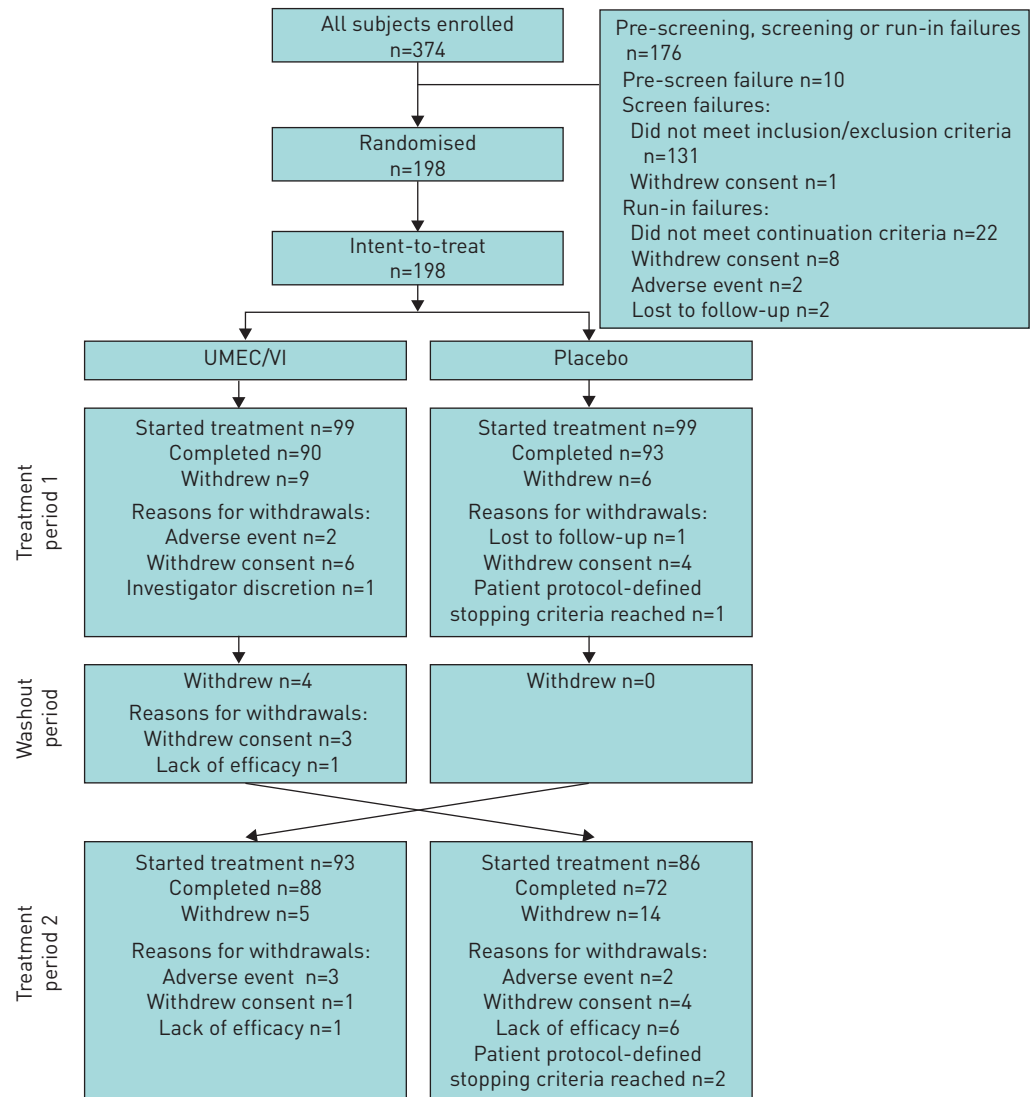 All subjects enrolled
n=374
Pre-screening, screening or run-in failures
n=176
Pre-screen failure n=10
Screen failures:
Did not meet inclusion/exclusion criteria
n=131
Withdrew consent n=1
Run-in failures:
Did not meet continuation criteria n=22
Withdrew consent n=8
Adverse event n=2
Lost to follow-up n=2
Randomised
n=198
Intent-to-treat
n=198
UMEC/VI
Placebo
Treatment
period 1
Started treatment n=99
Completed n=90
Withdrew n=9
Reasons for withdrawals:
Adverse event n=2
Withdrew consent n=6
Investigator discretion n=1
Started treatment n=99
Completed n=93
Withdrew n=6
Reasons for withdrawals:
Lost to follow-up n=1
Withdrew consent n=4
Patient protocol-defined
stopping criteria reached n=1
Washout
period
Withdrew n=4
Reasons for withdrawals:
Withdrew consent n=3
Lack of efficacy n=1
Withdrew n=0
Treatment
period 2
Started treatment n=93
Completed n=88
Withdrew n=5
Reasons for withdrawals:
Adverse event n=3
Withdrew consent n=1
Lack of efficacy n=1
Started treatment n=86
Completed n=72
Withdrew n=14
Reasons for withdrawals:
Adverse event n=2
Withdrew consent n=4
Lack of efficacy n=6
Patient protocol-defined
stopping criteria reached n=2